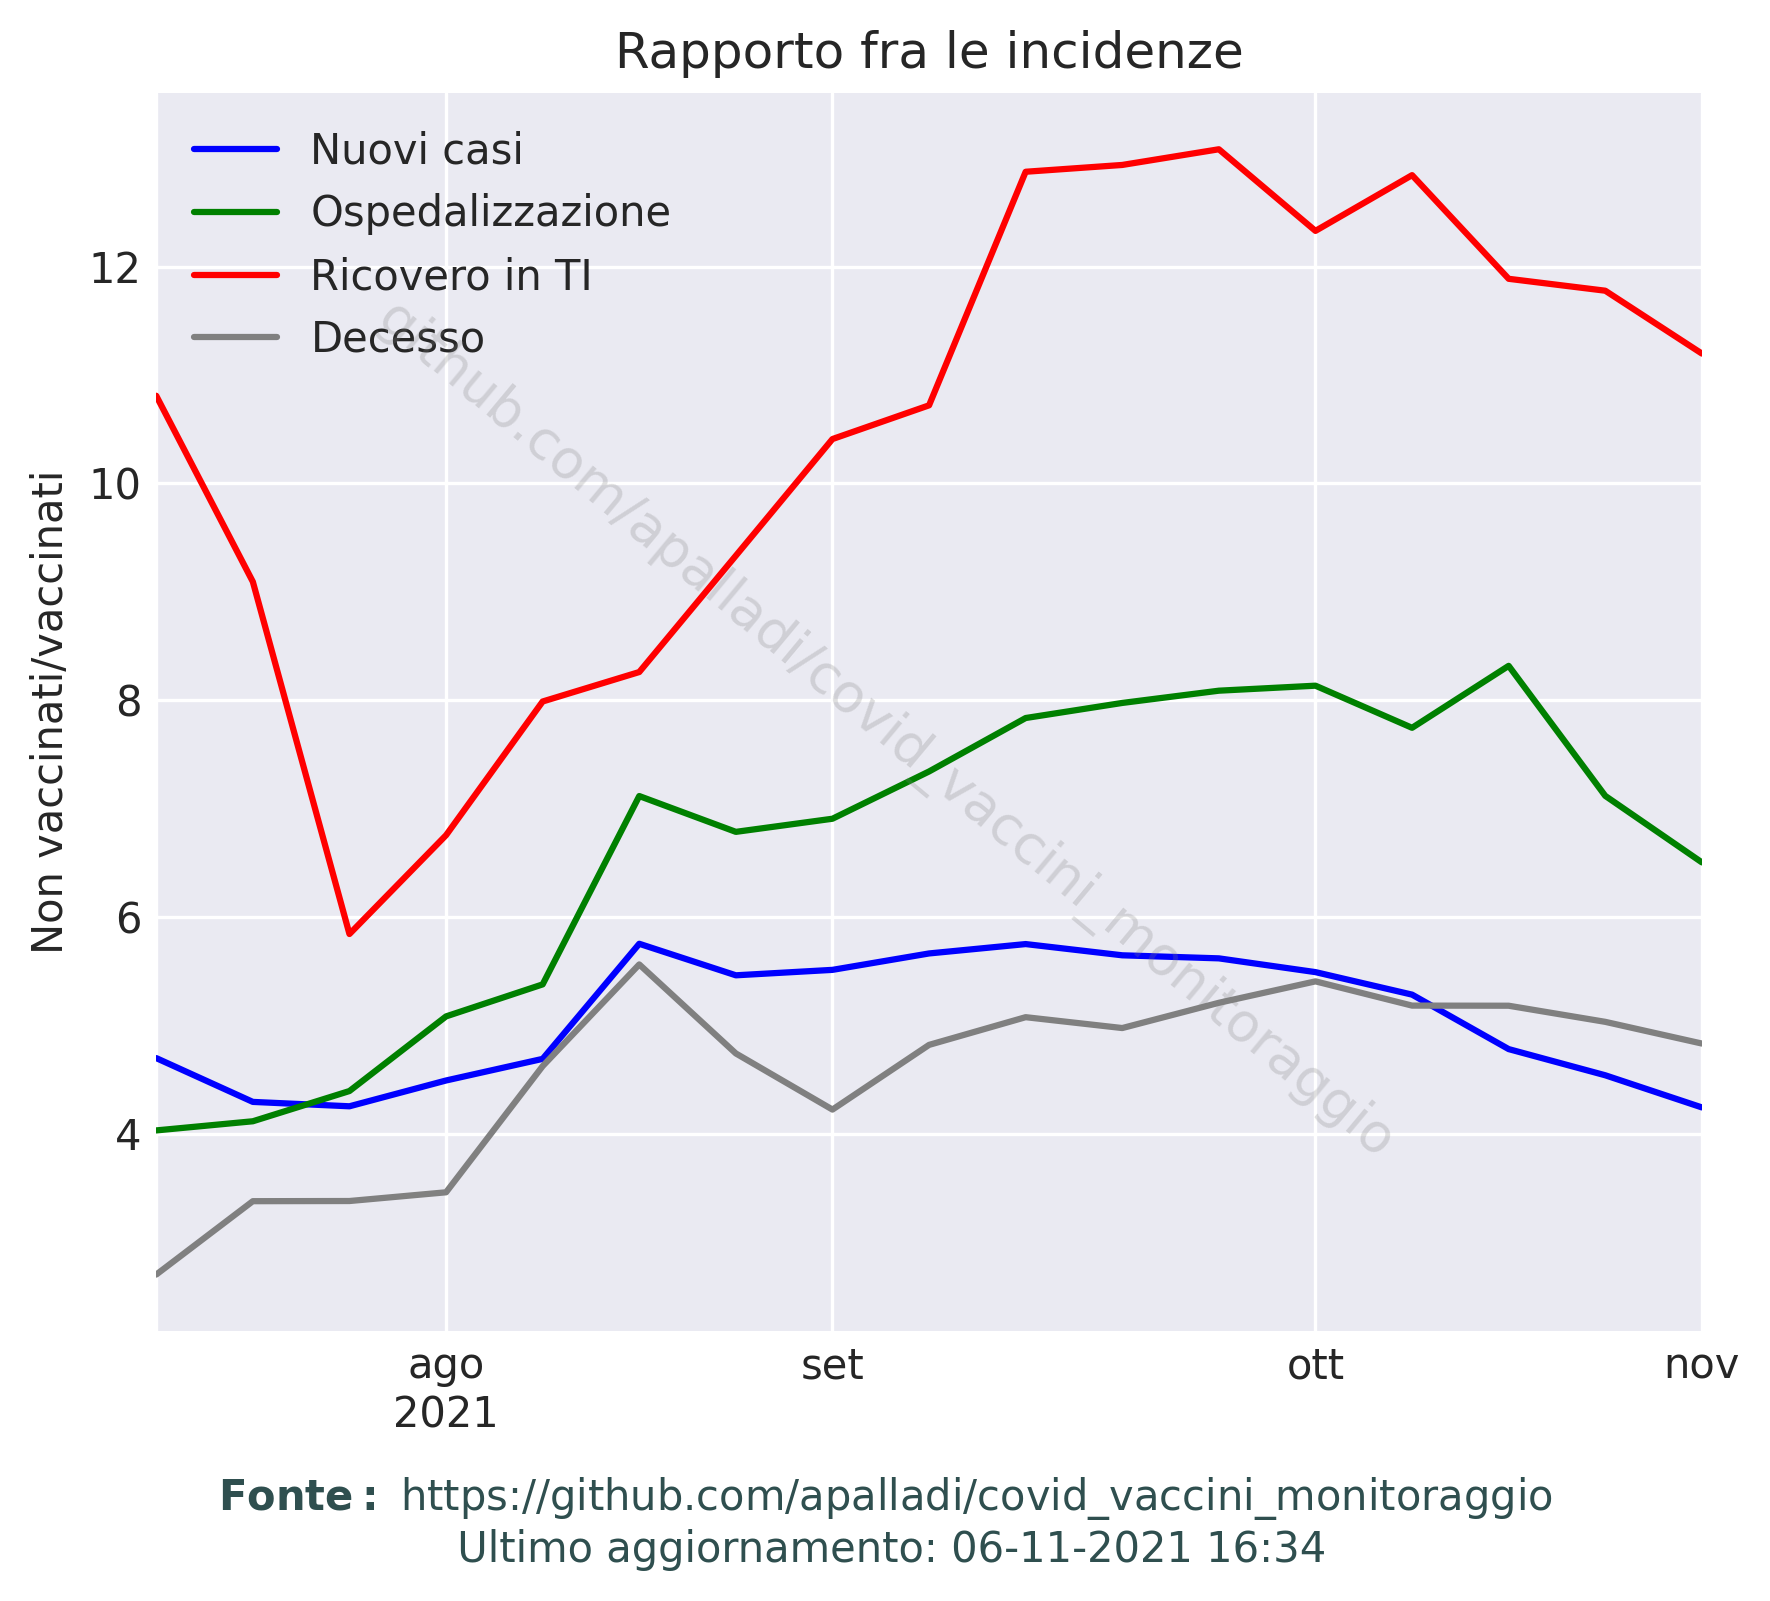 Rapporto fra le incidenze
Nuovi casi
Ospedalizzazione
Ricovero in TI
Decesso
github.com/apalladi/covid_vaccini_monitoraggio
Non vaccinati/vaccinati
12
10
8
6
4
ago
2021
set
ott
nov
Fonte: https://github.com/apalladi/covid_vaccini_monitoraggio
Ultimo aggiornamento: 06-11-2021 16:34